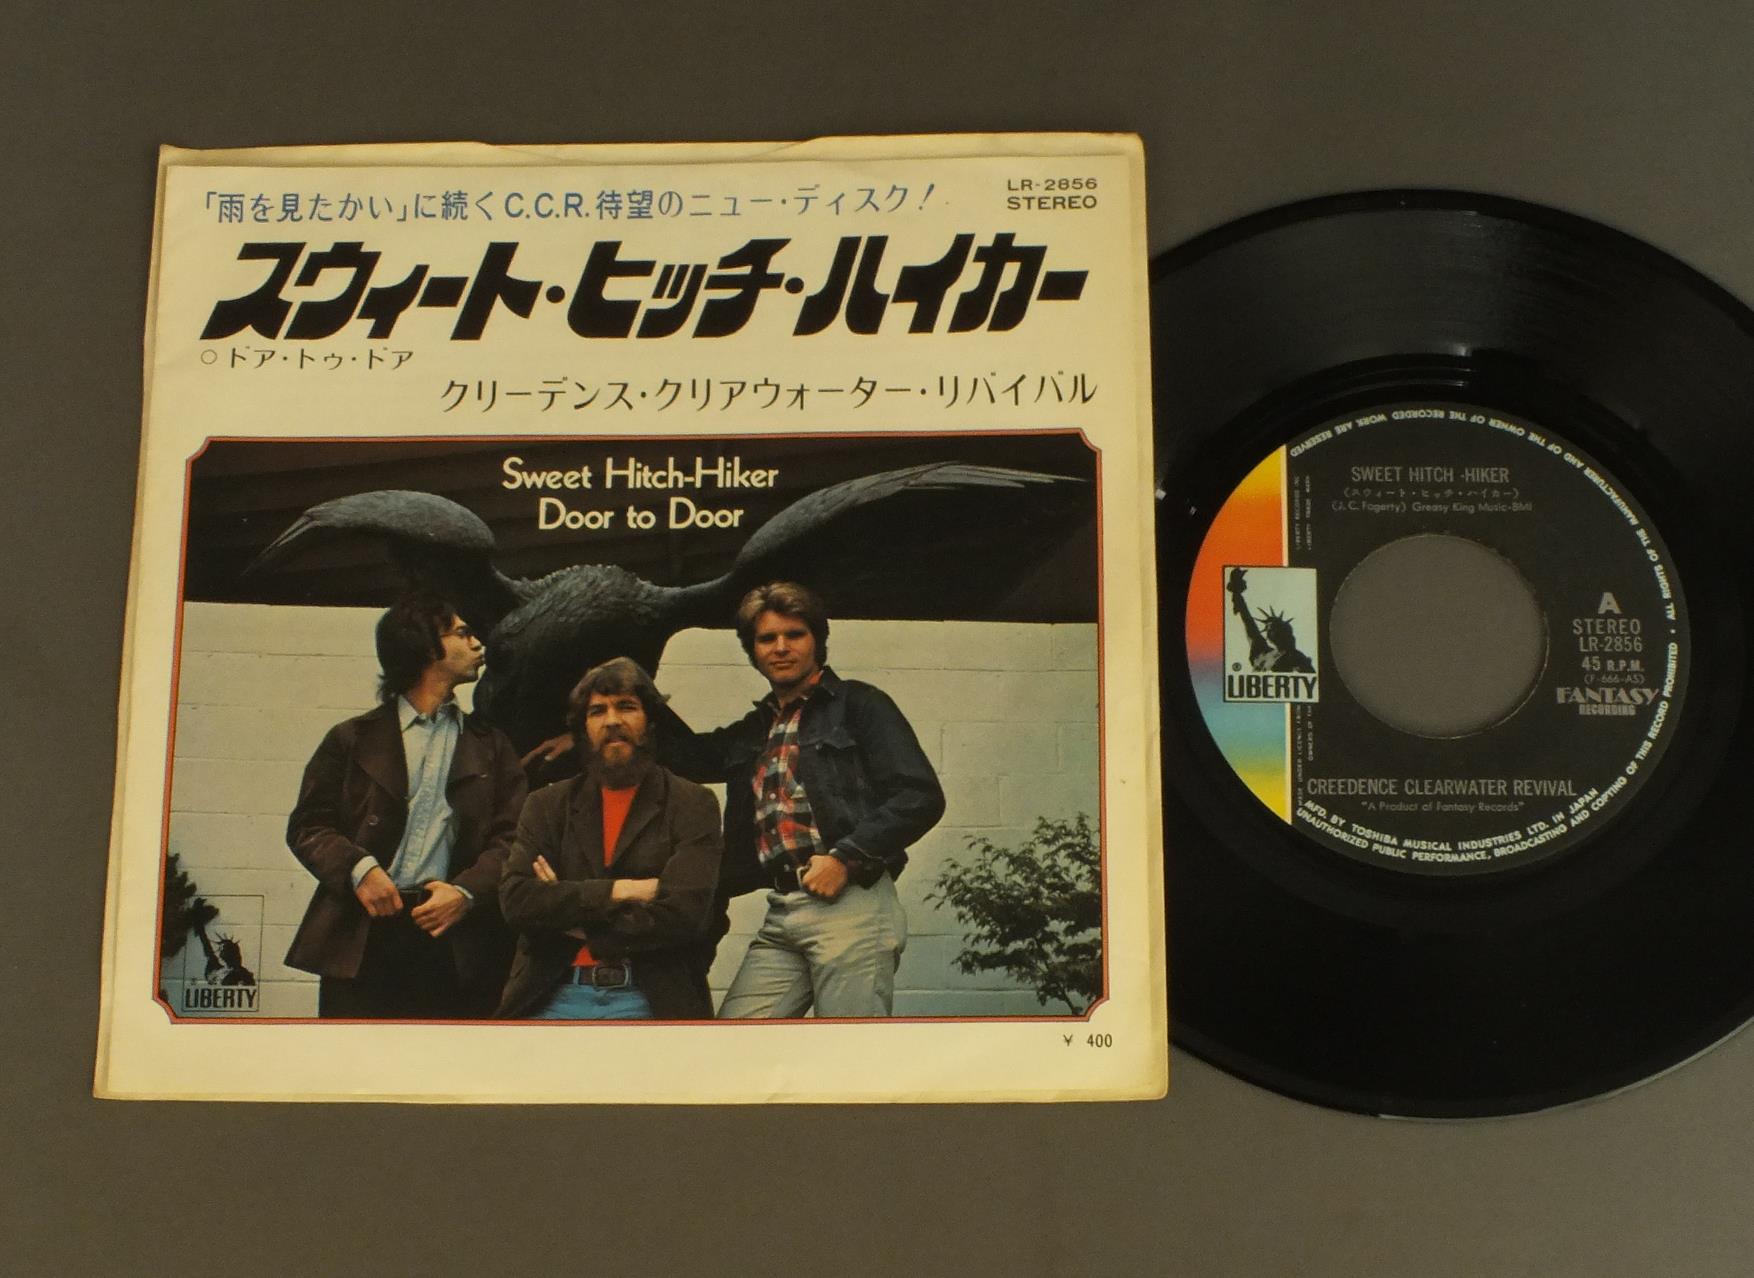 「雨を見たかい」に続くC.C.R.待望のニュー・ディスク!
LR-2856
STEREO
スウィート・ヒッチ・ハイカー
○ドア・トゥ・ドア
クリーデンス・クリアウォーター・リバイバル
Sweet Hitch-Hiker
Door to Door
LIBERTY
¥ 400
SWEET HITCH -HIKER
(スウィート・ヒッチ・ハイカー)
(J. C. Fogerty) Greasy King Music-BMI
A
STEREO
LR-2856
45 R.P.M.
(F-666-AS)
FANTASY
RECORDING
® LIBERTY
CREEDENCE CLEARWATER REVIVAL
"A Product of Fantasy Records"
MFD. BY TOSHIBA MUSICAL INDUSTRIES LTD. IN JAPAN
ALL RIGHTS OF THE MANUFACTURER AND OF THE OWNER OF THE RECORDED WORK ARE RESERVED
UNAUTHORIZED PUBLIC PERFORMANCE, BROADCASTING AND COPYING OF THIS RECORD PROHIBITED